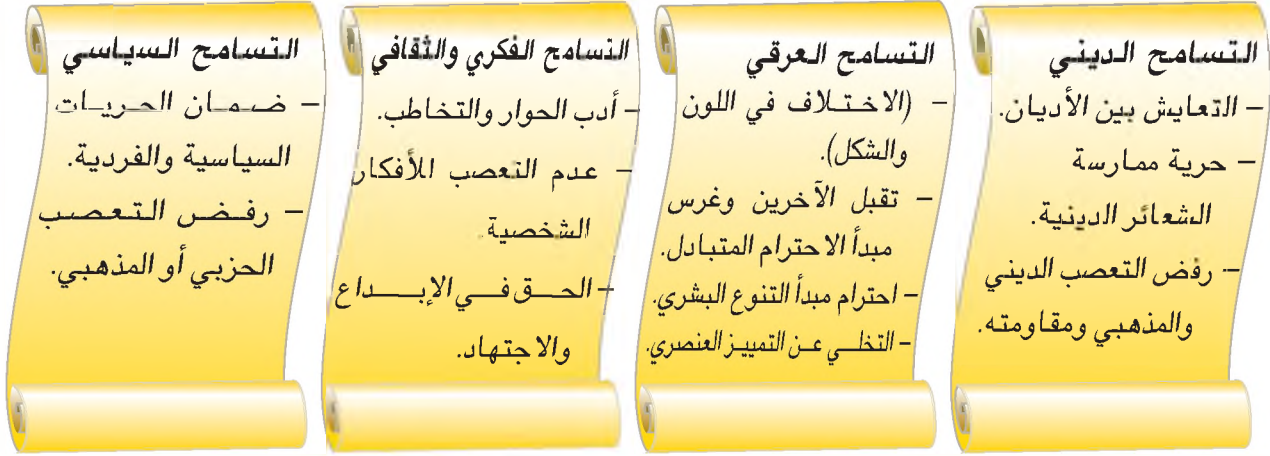 التسامح الديني
– التعايش بين الأديان.
– حرية ممارسة
الشعائر الدينية.
– رفض التعصب الديني
والمذهبي ومقاومته.
التسامح العرقي
– (الاختلاف في اللون
والشكل).
– تقبل الآخرين وغرس
مبدأ الاحترام المتبادل.
– احترام مبدأ التنوع البشري.
– التخلي عن التمييز العنصري.
التسامح الفكري والثقافي
– أدب الحوار والتخاطب.
– عدم التعصب للأفكار
الشخصية.
– الحق في الإبداع
والاجتهاد.
التسامح السياسي
– ضمان الحريات
السياسية والفردية.
– رفض التعصب
الحزبي أو المذهبي.